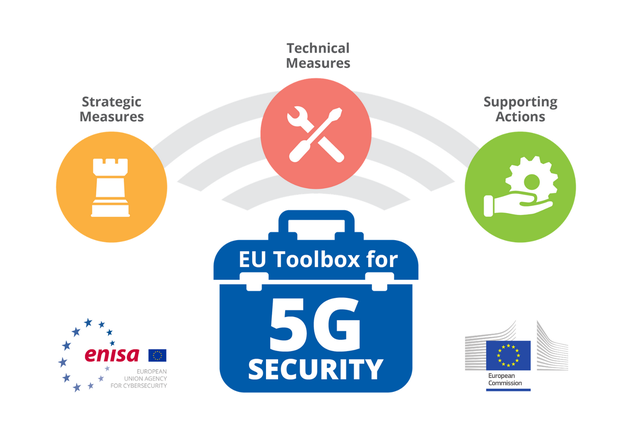 Technical
Measures
Strategic
Measures
Supporting
Actions
EU Toolbox for
5G
SECURITY
enisa
EUROPEAN
UNION AGENCY
FOR CYBERSECURITY
European
Commission